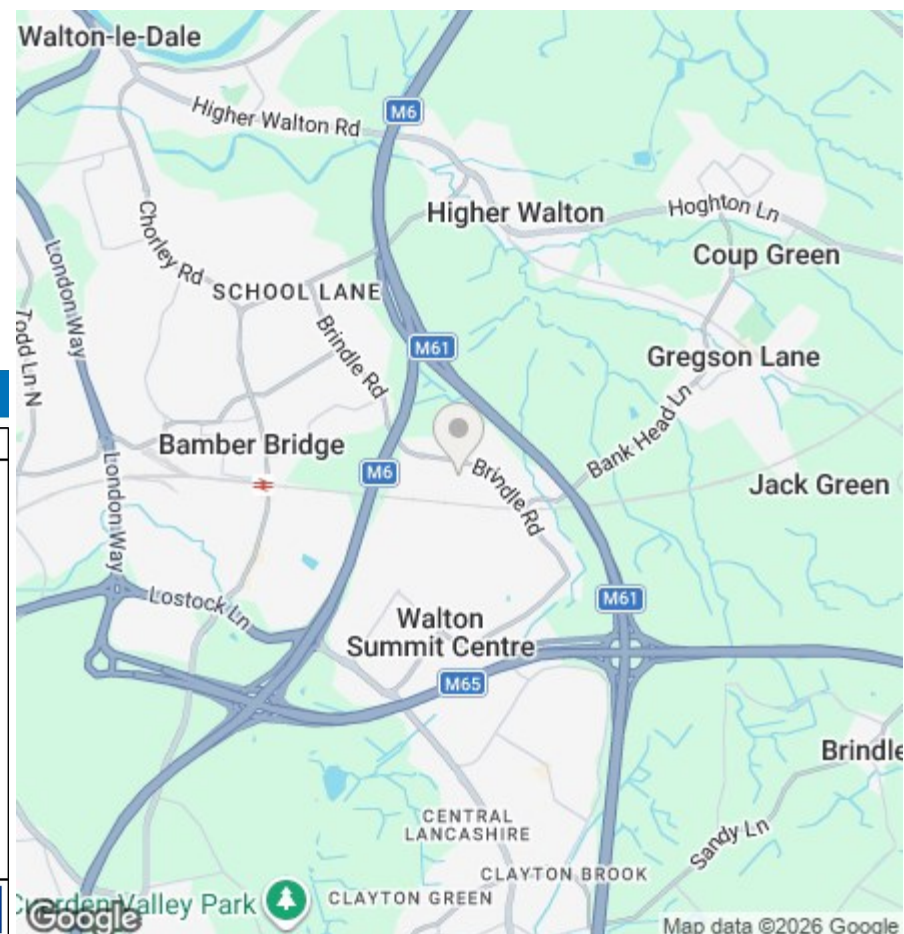 Walton-le-Dale
M6
Higher Walton Rd
Higher Walton
Hoghton Ln
Coup Green
Chorley Rd
London Way
SCHOOL LANE
Todd Ln N
Brindle Rd
M61
Gregson Lane
Bamber Bridge
M6
Brindle Rd
Bank Head Ln
Jack Green
London Way
Lostock Ln
M61
Walton
Summit Centre
M65
Brindle
CENTRAL
LANCASHIRE
Sandy Ln
CLAYTON BROOK
CLAYTON GREEN
Valley Park
Google
Map data ©2026 Google